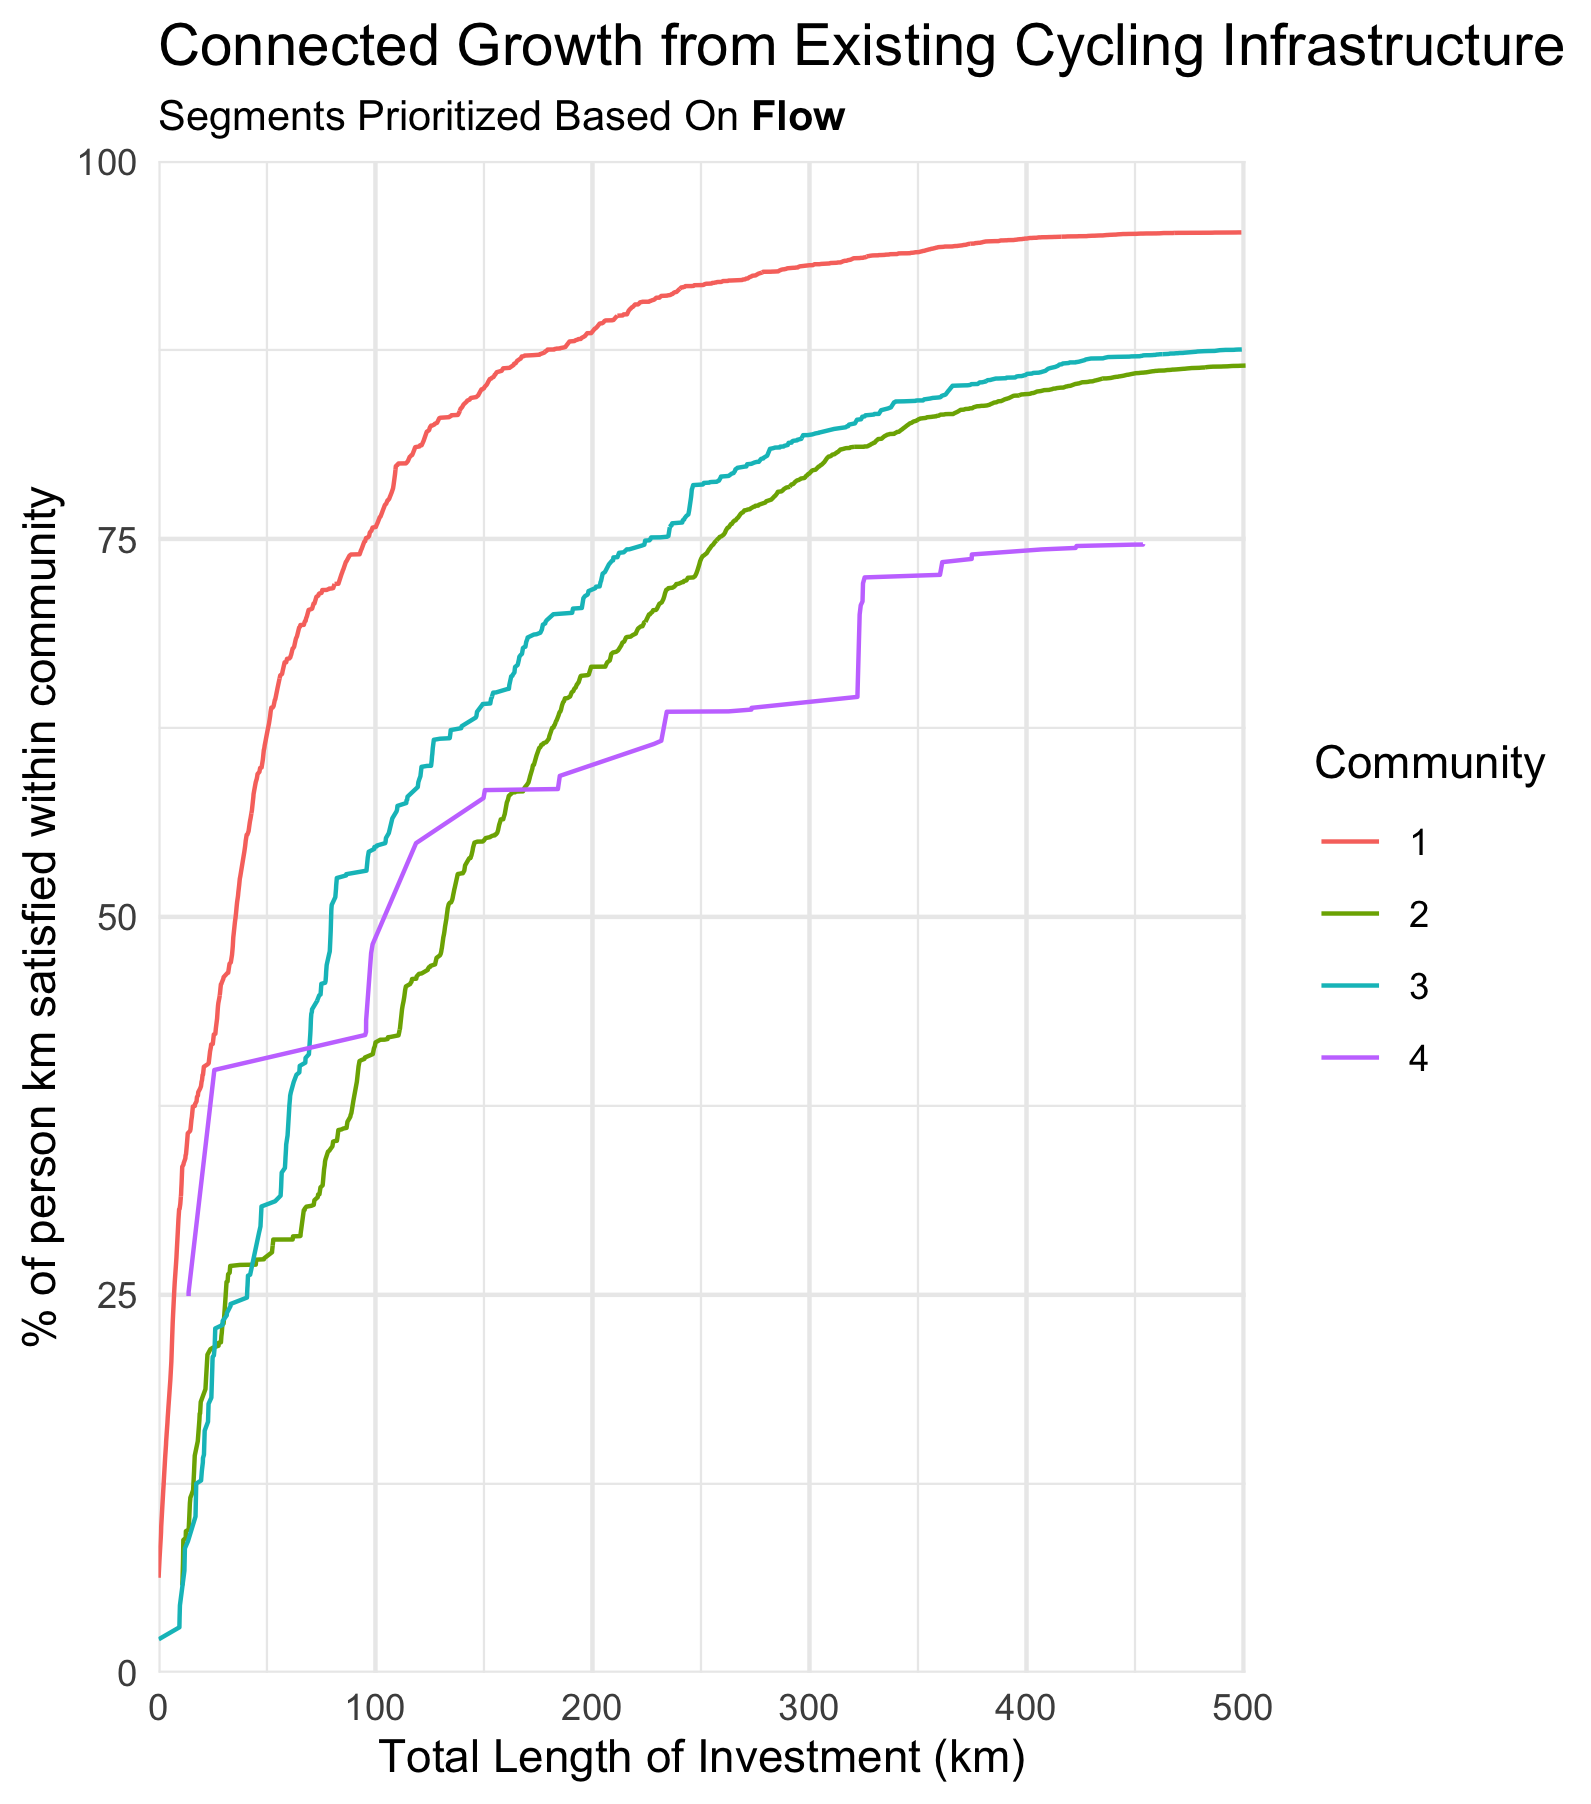 Connected Growth from Existing Cycling Infrastructure
Segments Prioritized Based On Flow
% of person km satisfied within community
100
75
50
25
0
0 100 200 300 400 500
Total Length of Investment (km)
Community
1
2
3
4